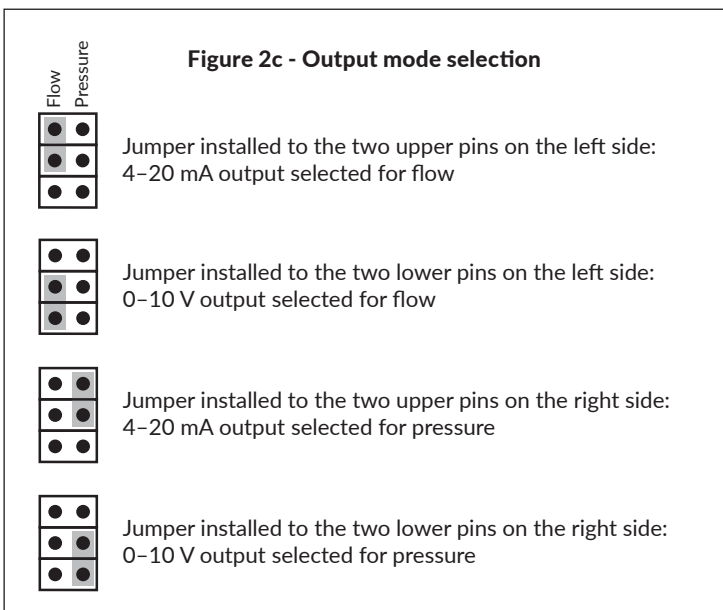 Figure 2c - Output mode selection
Flow
Pressure
Jumper installed to the two upper pins on the left side:
4–20 mA output selected for flow
Jumper installed to the two lower pins on the left side:
0–10 V output selected for flow
Jumper installed to the two upper pins on the right side:
4–20 mA output selected for pressure
Jumper installed to the two lower pins on the right side:
0–10 V output selected for pressure